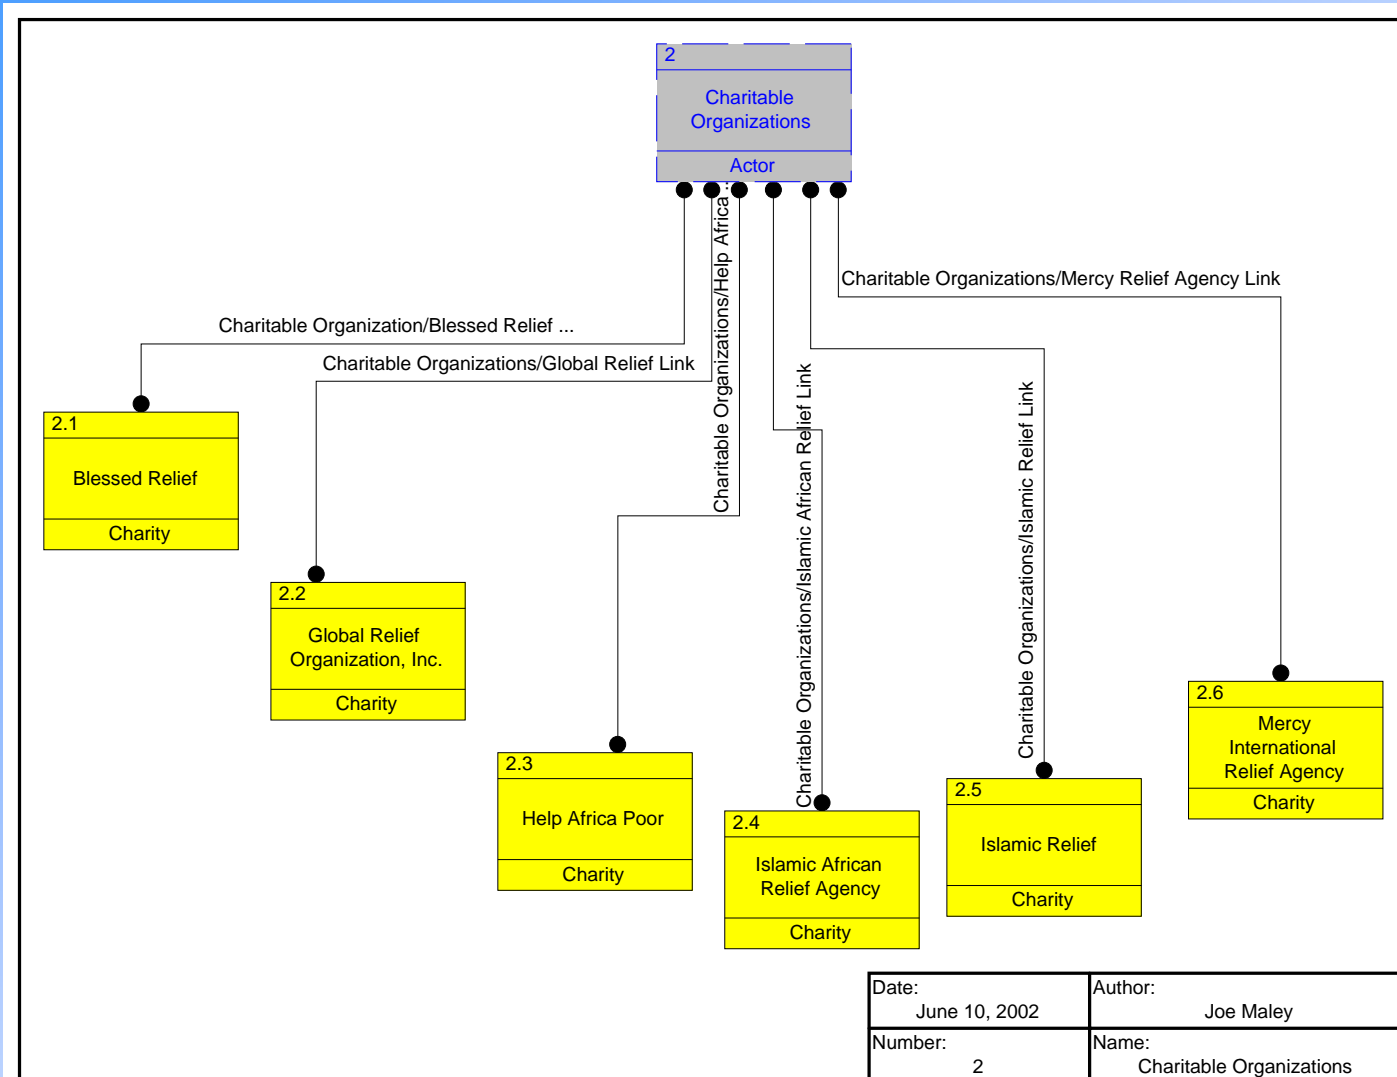 2
Charitable
Organizations
Actor
Charitable Organizations/Mercy Relief Agency Link
Charitable Organization/Blessed Relief ...
Charitable Organizations/Global Relief Link
Charitable Organizations/Help Africa ...
Charitable Organizations/Islamic African Relief Link
Charitable Organizations/Islamic Relief Link
2.1
Blessed Relief
Charity
2.2
Global Relief
Organization, Inc.
Charity
2.3
Help Africa Poor
Charity
2.4
Islamic African
Relief Agency
Charity
2.5
Islamic Relief
Charity
2.6
Mercy
International
Relief Agency
Charity
Date:
June 10, 2002
Author:
Joe Maley
Number:
2
Name:
Charitable Organizations